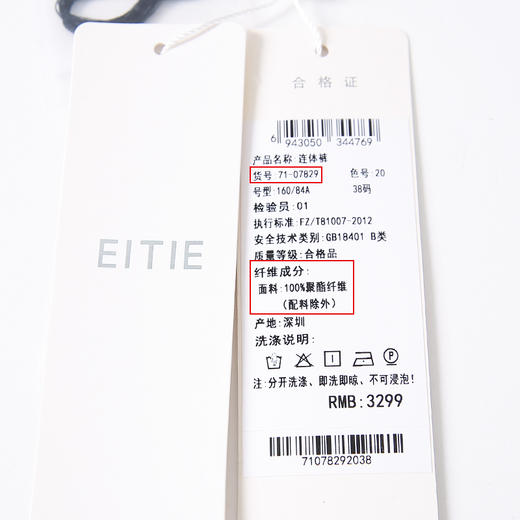 EITIE
合格证
6 943050 344769
产品名称:连体裤
货号:71-07829 色号:20
号型:160/84A 38码
检验员:01
执行标准:FZ/T81007-2012
安全技术类别:GB18401 B类
质量等级:合格品
纤维成分:
面料:100%聚酯纤维
(配料除外)
产地:深圳
洗涤说明:
注:分开洗涤、即洗即晾、不可浸泡!
RMB:3299
71078292038